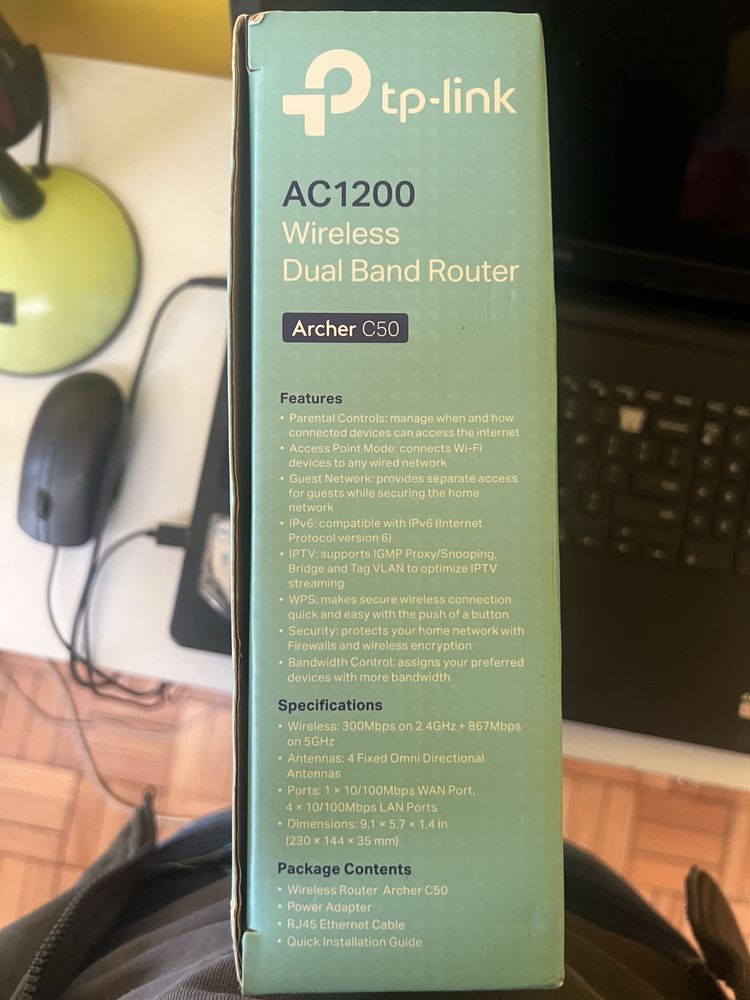 tp-link
AC1200
Wireless
Dual Band Router
Archer C50
Features
• Parental Controls: manage when and how
connected devices can access the internet
• Access Point Mode: connects Wi-Fi
devices to any wired network
• Guest Network: provides separate access
for guests while securing the home
network
• IPv6: compatible with IPv6 (Internet
Protocol version 6)
• IPTV: supports IGMP Proxy/Snooping,
Bridge and Tag VLAN to optimize IPTV
streaming
• WPS: makes secure wireless connection
quick and easy with the push of a button
• Security: protects your home network with
Firewalls and wireless encryption
• Bandwidth Control: assigns your preferred
devices with more bandwidth
Specifications
• Wireless: 300Mbps on 2.4GHz + 867Mbps
on 5GHz
• Antennas: 4 Fixed Omni Directional
Antennas
• Ports: 1 × 10/100Mbps WAN Port,
4 × 10/100Mbps LAN Ports
• Dimensions: 9.1 × 5.7 × 1.4 in
(230 × 144 × 35 mm)
Package Contents
• Wireless Router Archer C50
• Power Adapter
• RJ45 Ethernet Cable
• Quick Installation Guide